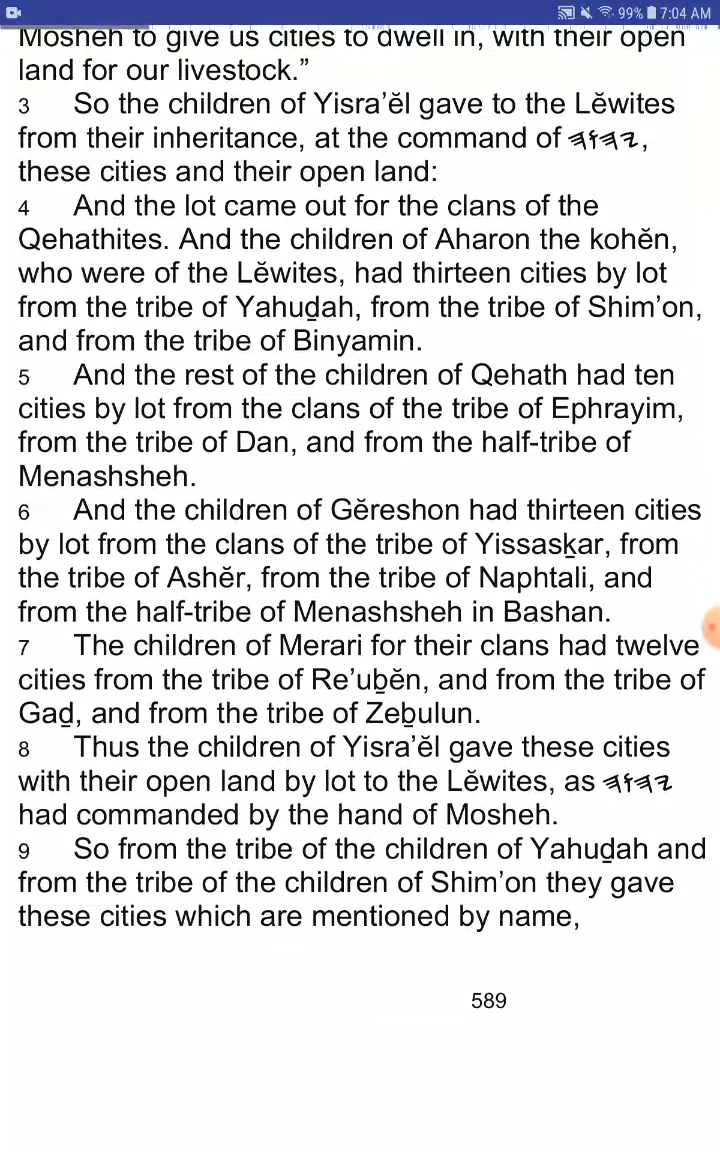 99% 7:04 AM
Mosheh to give us cities to dwell in, with their open
land for our livestock.”
3 So the children of Yisra’ĕl gave to the Lĕwites
from their inheritance, at the command of 𐤉𐤄𐤅𐤄,
these cities and their open land:
4 And the lot came out for the clans of the
Qehathites. And the children of Aharon the kohĕn,
who were of the Lĕwites, had thirteen cities by lot
from the tribe of Yahuḏah, from the tribe of Shim’on,
and from the tribe of Binyamin.
5 And the rest of the children of Qehath had ten
cities by lot from the clans of the tribe of Ephrayim,
from the tribe of Dan, and from the half-tribe of
Menashsheh.
6 And the children of Gĕreshon had thirteen cities
by lot from the clans of the tribe of Yissasḵar, from
the tribe of Ashĕr, from the tribe of Naphtali, and
from the half-tribe of Menashsheh in Bashan.
7 The children of Merari for their clans had twelve
cities from the tribe of Re’uḇĕn, and from the tribe of
Gaḏ, and from the tribe of Zeḇulun.
8 Thus the children of Yisra’ĕl gave these cities
with their open land by lot to the Lĕwites, as 𐤉𐤄𐤅𐤄
had commanded by the hand of Mosheh.
9 So from the tribe of the children of Yahuḏah and
from the tribe of the children of Shim’on they gave
these cities which are mentioned by name,
589